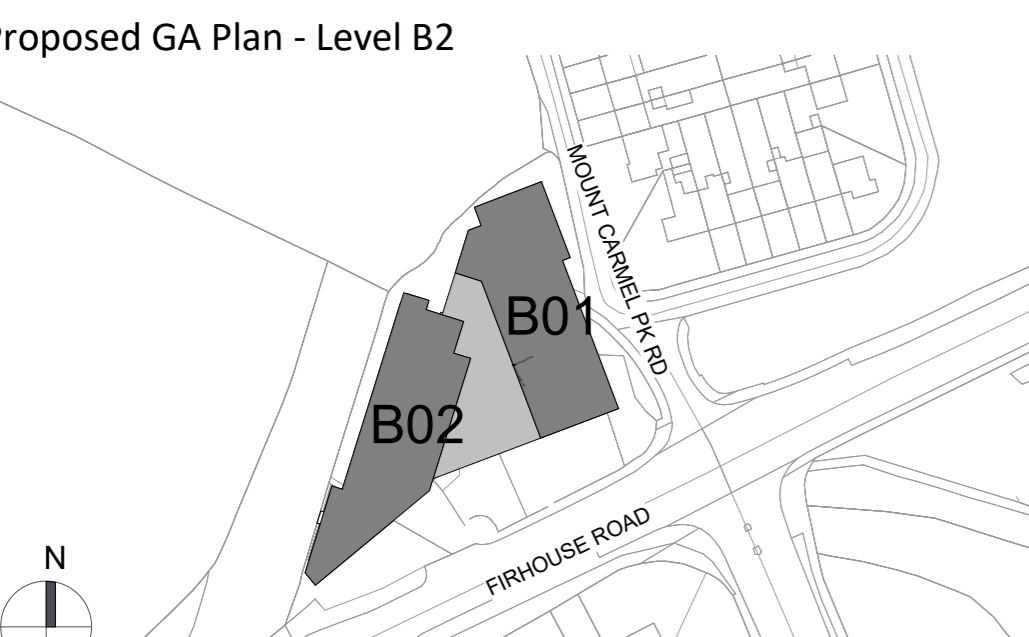 Proposed GA Plan - Level B2
MOUNT CARMEL PK RD
B01
B02
FIRHOUSE ROAD
N